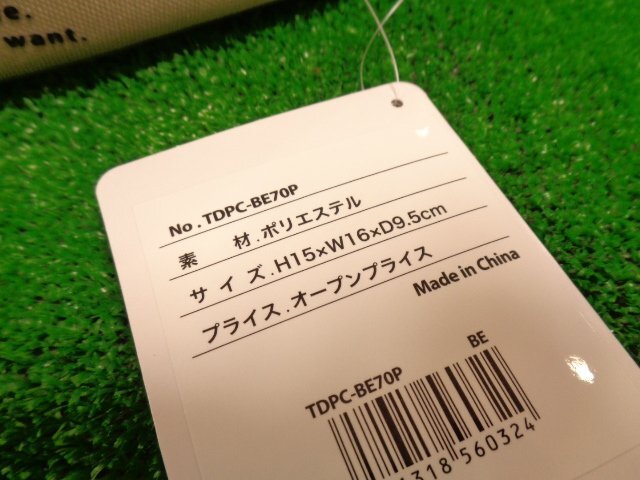 e.
want.
No.TDPC-BE70P
素 材.ポリエステル
サイズ.H15×W16×D9.5cm
プライス.オープンプライス
Made in China
TDPC-BE70P BE
318 560324